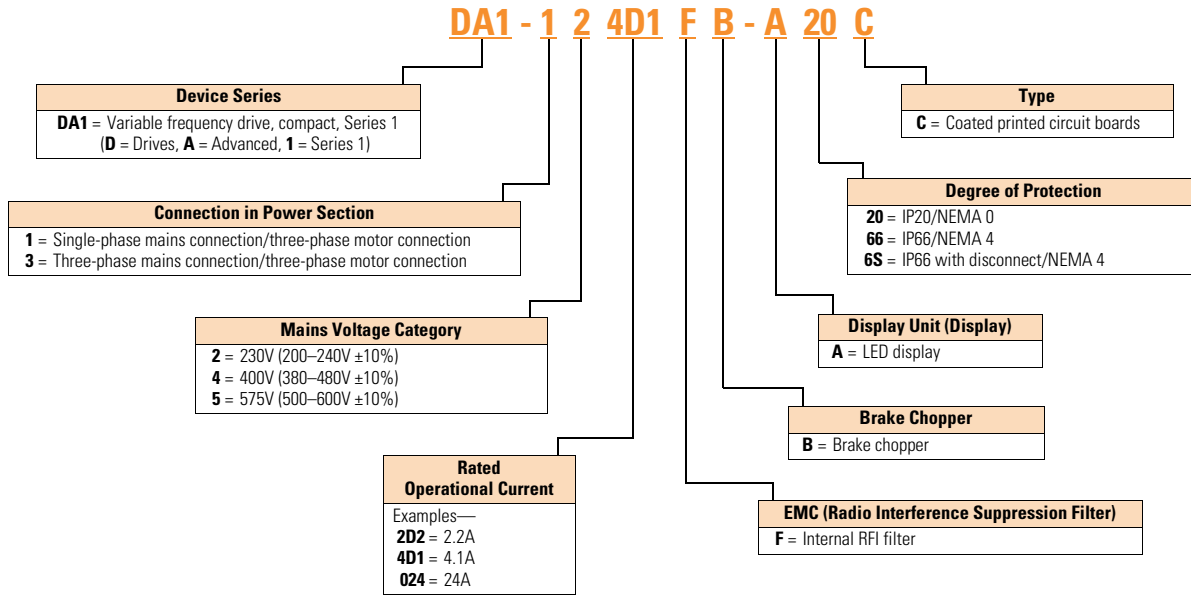 DA1 - 1 2 4D1 F B - A 20 C
Device Series
DA1 = Variable frequency drive, compact, Series 1
(D = Drives, A = Advanced, 1 = Series 1)
Connection in Power Section
1 = Single-phase mains connection/three-phase motor connection
3 = Three-phase mains connection/three-phase motor connection
Mains Voltage Category
2 = 230V (200–240V ±10%)
4 = 400V (380–480V ±10%)
5 = 575V (500–600V ±10%)
Rated
Operational Current
Examples—
2D2 = 2.2A
4D1 = 4.1A
024 = 24A
Type
C = Coated printed circuit boards
Degree of Protection
20 = IP20/NEMA 0
66 = IP66/NEMA 4
6S = IP66 with disconnect/NEMA 4
Display Unit (Display)
A = LED display
Brake Chopper
B = Brake chopper
EMC (Radio Interference Suppression Filter)
F = Internal RFI filter